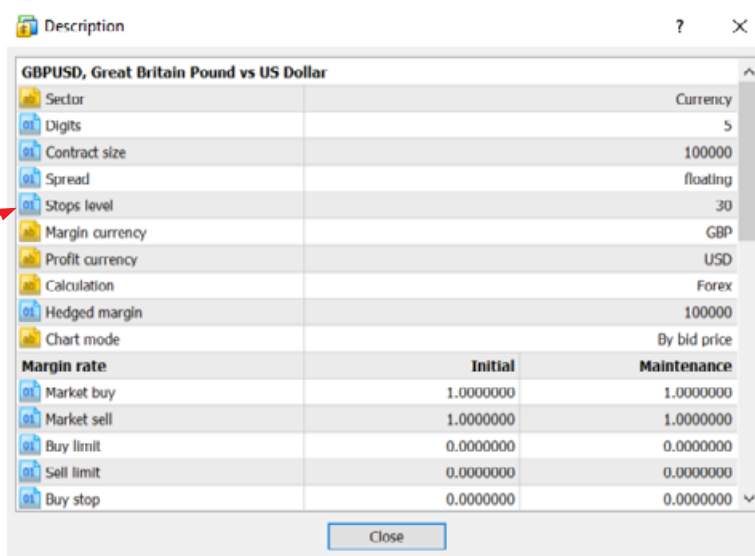 Description
GBPUSD, Great Britain Pound vs US Dollar
Sector Currency
Digits 5
Contract size 100000
Spread floating
Stops level 30
Margin currency GBP
Profit currency USD
Calculation Forex
Hedged margin 100000
Chart mode By bid price
Margin rate Initial Maintenance
Market buy 1.0000000 1.0000000
Market sell 1.0000000 1.0000000
Buy limit 0.0000000 0.0000000
Sell limit 0.0000000 0.0000000
Buy stop 0.0000000 0.0000000
Close